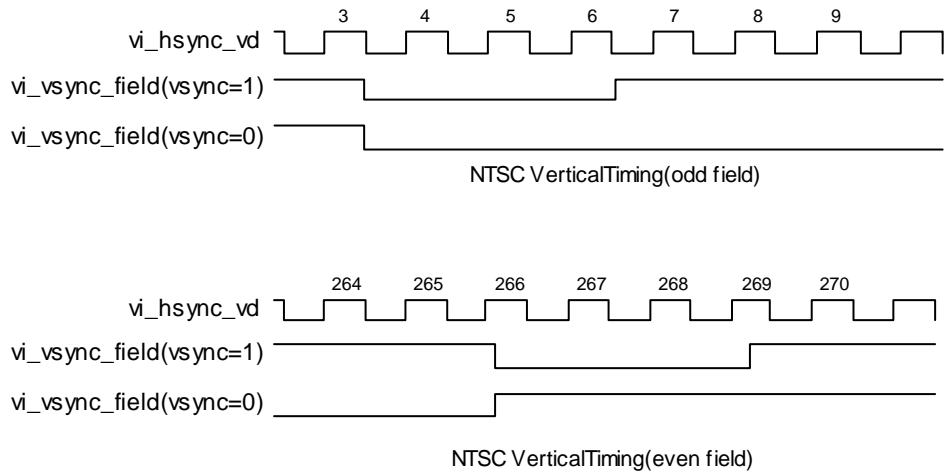 3 4 5 6 7 8 9
vi_hsync_vd
vi_vsync_field(vsync=1)
vi_vsync_field(vsync=0)
NTSC VerticalTiming(odd field)
264 265 266 267 268 269 270
vi_hsync_vd
vi_vsync_field(vsync=1)
vi_vsync_field(vsync=0)
NTSC VerticalTiming(even field)